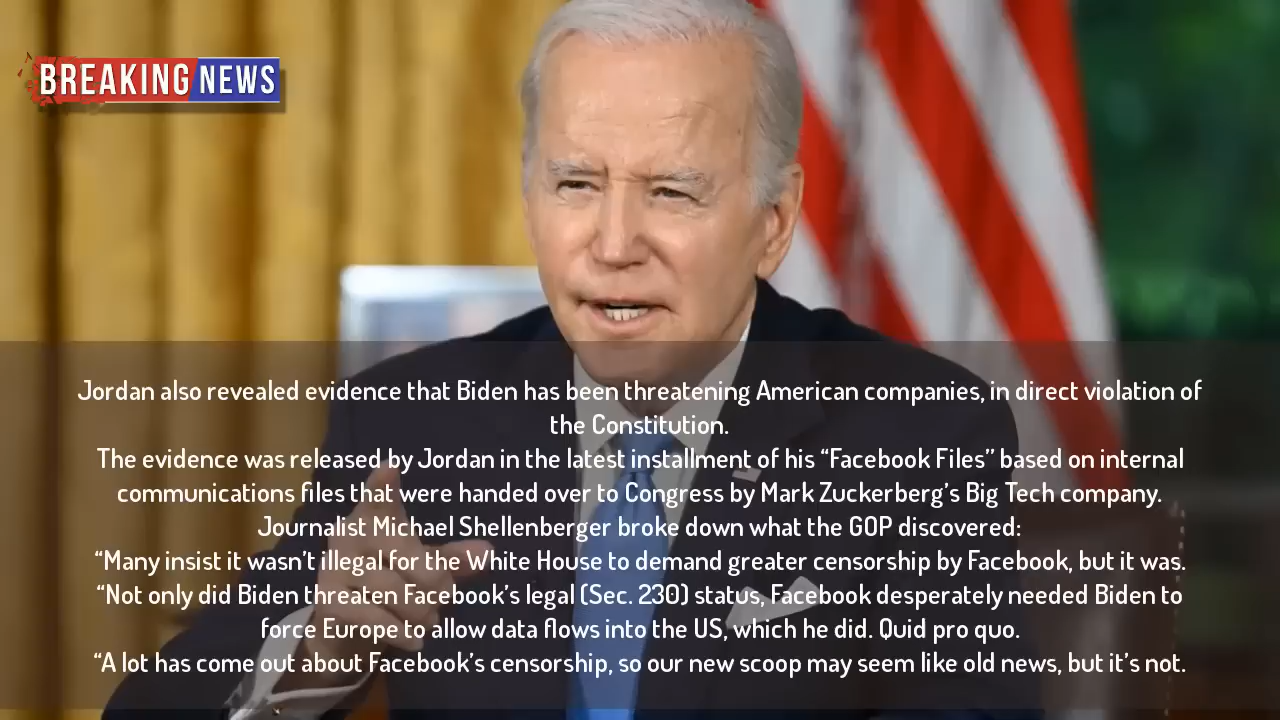 BREAKING NEWS
Jordan also revealed evidence that Biden has been threatening American companies, in direct violation of
the Constitution.
The evidence was released by Jordan in the latest installment of his “Facebook Files” based on internal
communications files that were handed over to Congress by Mark Zuckerberg’s Big Tech company.
Journalist Michael Shellenberger broke down what the GOP discovered:
“Many insist it wasn’t illegal for the White House to demand greater censorship by Facebook, but it was.
“Not only did Biden threaten Facebook’s legal (Sec. 230) status, Facebook desperately needed Biden to
force Europe to allow data flows into the US, which he did. Quid pro quo.
“A lot has come out about Facebook’s censorship, so our new scoop may seem like old news, but it’s not.